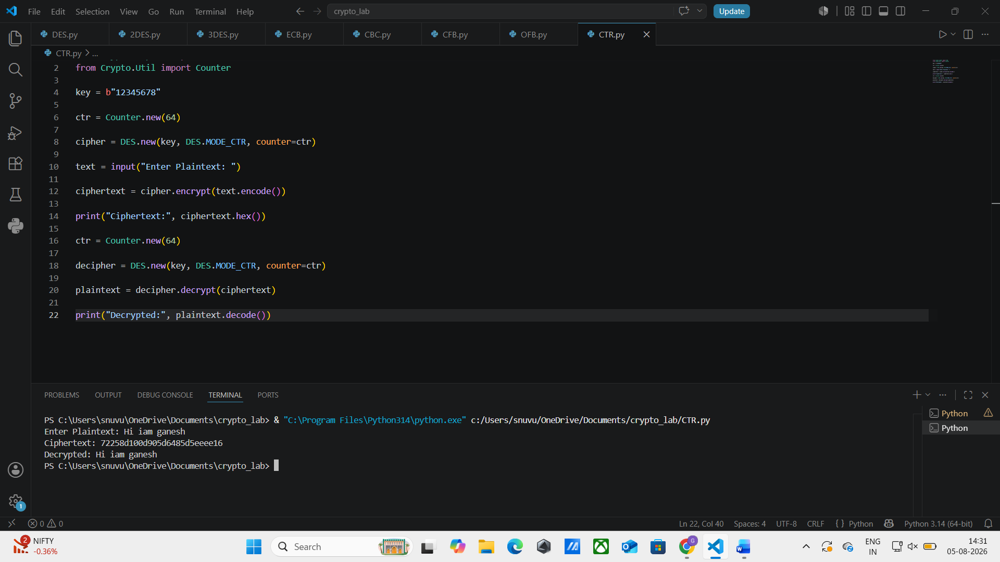 File Edit Selection View Go Run Terminal Help
crypto_lab
Update
DES.py 2DES.py 3DES.py ECB.py CBC.py CFB.py OFB.py CTR.py
CTR.py > ...
2 from Crypto.Util import Counter
3
4 key = b"12345678"
5
6 ctr = Counter.new(64)
7
8 cipher = DES.new(key, DES.MODE_CTR, counter=ctr)
9
10 text = input("Enter Plaintext: ")
11
12 ciphertext = cipher.encrypt(text.encode())
13
14 print("Ciphertext:", ciphertext.hex())
15
16 ctr = Counter.new(64)
17
18 decipher = DES.new(key, DES.MODE_CTR, counter=ctr)
19
20 plaintext = decipher.decrypt(ciphertext)
21
22 print("Decrypted:", plaintext.decode())
PROBLEMS OUTPUT DEBUG CONSOLE TERMINAL PORTS
PS C:\Users\snuvu\OneDrive\Documents\crypto_lab> & "C:\Program Files\Python314\python.exe" c:/Users/snuvu/OneDrive/Documents/crypto_lab/CTR.py
Enter Plaintext: Hi iam ganesh
Ciphertext: 72258d100d905d6485d5eeee16
Decrypted: Hi iam ganesh
PS C:\Users\snuvu\OneDrive\Documents\crypto_lab>
Python
Python
1
0 0
Ln 22, Col 40 Spaces: 4 UTF-8 CRLF { } Python Python 3.14 (64-bit)
2
NIFTY
-0.36%
Search
G
ENG
IN
14:31
05-08-2026